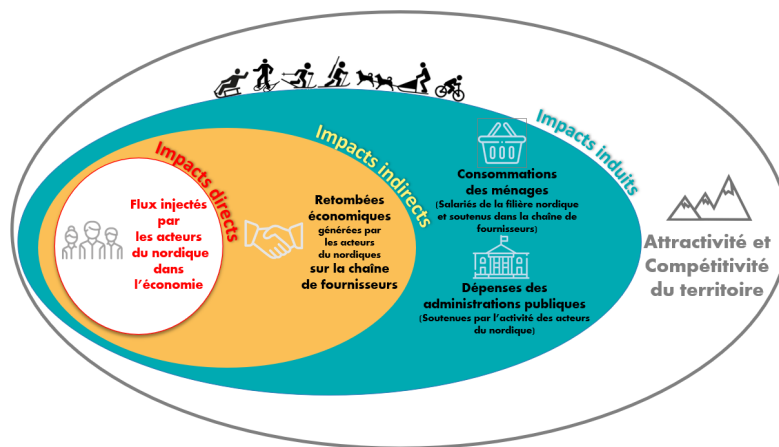 Impacts directs
Flux injectés
par
les acteurs
du nordique
dans
l'économie
Impacts indirects
Retombées
économiques
générées par
les acteurs
du nordiques
sur la chaîne
de fournisseurs
Impacts induits
Consommations
des ménages
(Salariés de la filière nordique
et soutenus dans la chaîne de
fournisseurs)
Dépenses des
administrations publiques
(Soutenues par l'activité des acteurs
du nordique)
Attractivité et
Compétitivité
du territoire